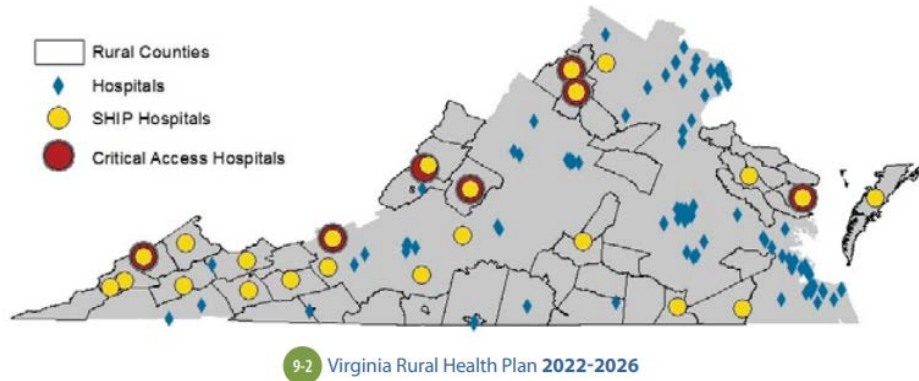 Rural Counties
Hospitals
SHIP Hospitals
Critical Access Hospitals
9-2 Virginia Rural Health Plan 2022-2026